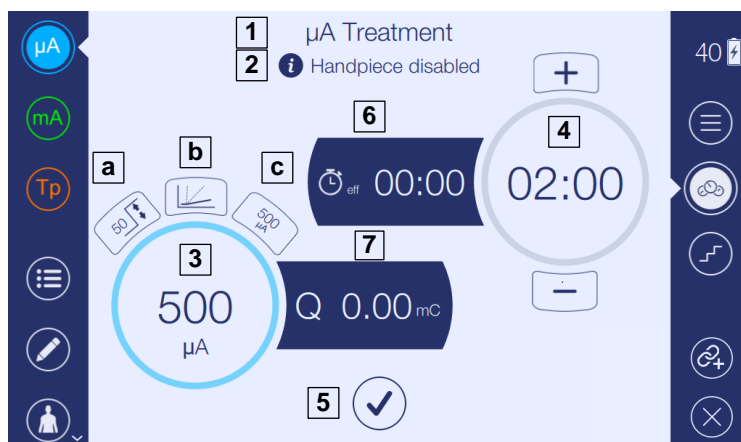 1 µA Treatment
2 i Handpiece disabled
µA
mA
Tp
40
a
b
c
50
500 µA
6
eff 00:00
4
02:00
+
−
3
500
µA
7
Q 0.00 mC
5